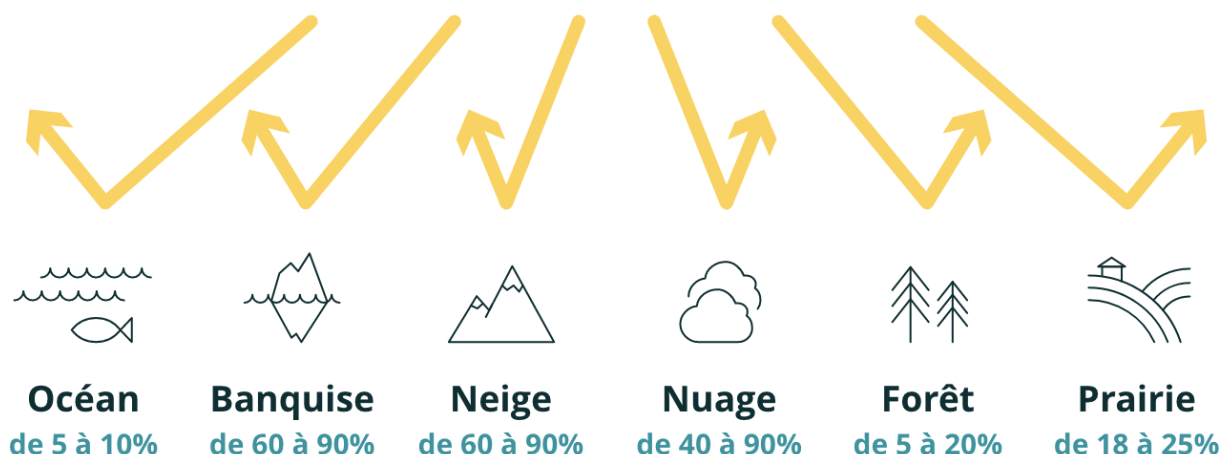 Océan Banquise Neige Nuage Forêt Prairie
de 5 à 10% de 60 à 90% de 60 à 90% de 40 à 90% de 5 à 20% de 18 à 25%